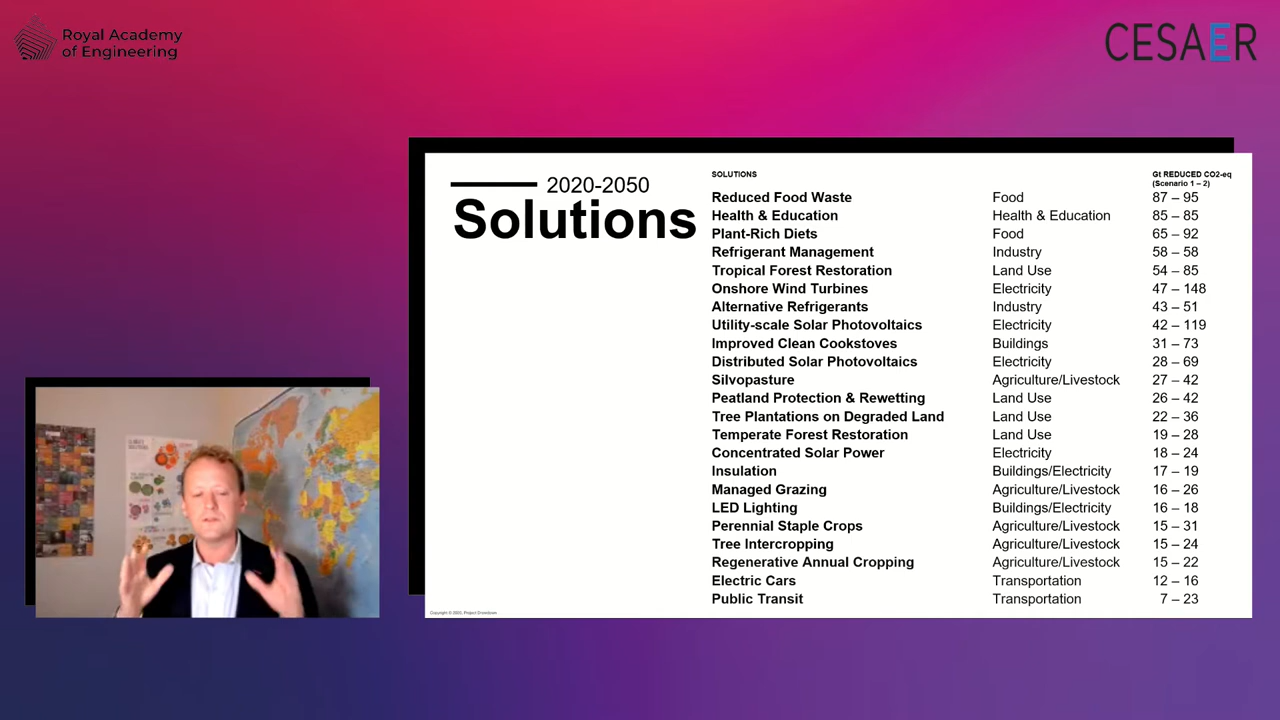 Royal Academy
of Engineering
CESAER
2020-2050
Solutions
SOLUTIONS
Gt REDUCED CO2-eq
(Scenario 1 – 2)
Reduced Food Waste Food 87 – 95
Health & Education Health & Education 85 – 85
Plant-Rich Diets Food 65 – 92
Refrigerant Management Industry 58 – 58
Tropical Forest Restoration Land Use 54 – 85
Onshore Wind Turbines Electricity 47 – 148
Alternative Refrigerants Industry 43 – 51
Utility-scale Solar Photovoltaics Electricity 42 – 119
Improved Clean Cookstoves Buildings 31 – 73
Distributed Solar Photovoltaics Electricity 28 – 69
Silvopasture Agriculture/Livestock 27 – 42
Peatland Protection & Rewetting Land Use 26 – 42
Tree Plantations on Degraded Land Land Use 22 – 36
Temperate Forest Restoration Land Use 19 – 28
Concentrated Solar Power Electricity 18 – 24
Insulation Buildings/Electricity 17 – 19
Managed Grazing Agriculture/Livestock 16 – 26
LED Lighting Buildings/Electricity 16 – 18
Perennial Staple Crops Agriculture/Livestock 15 – 31
Tree Intercropping Agriculture/Livestock 15 – 24
Regenerative Annual Cropping Agriculture/Livestock 15 – 22
Electric Cars Transportation 12 – 16
Public Transit Transportation 7 – 23
Copyright © 2020, Project Drawdown